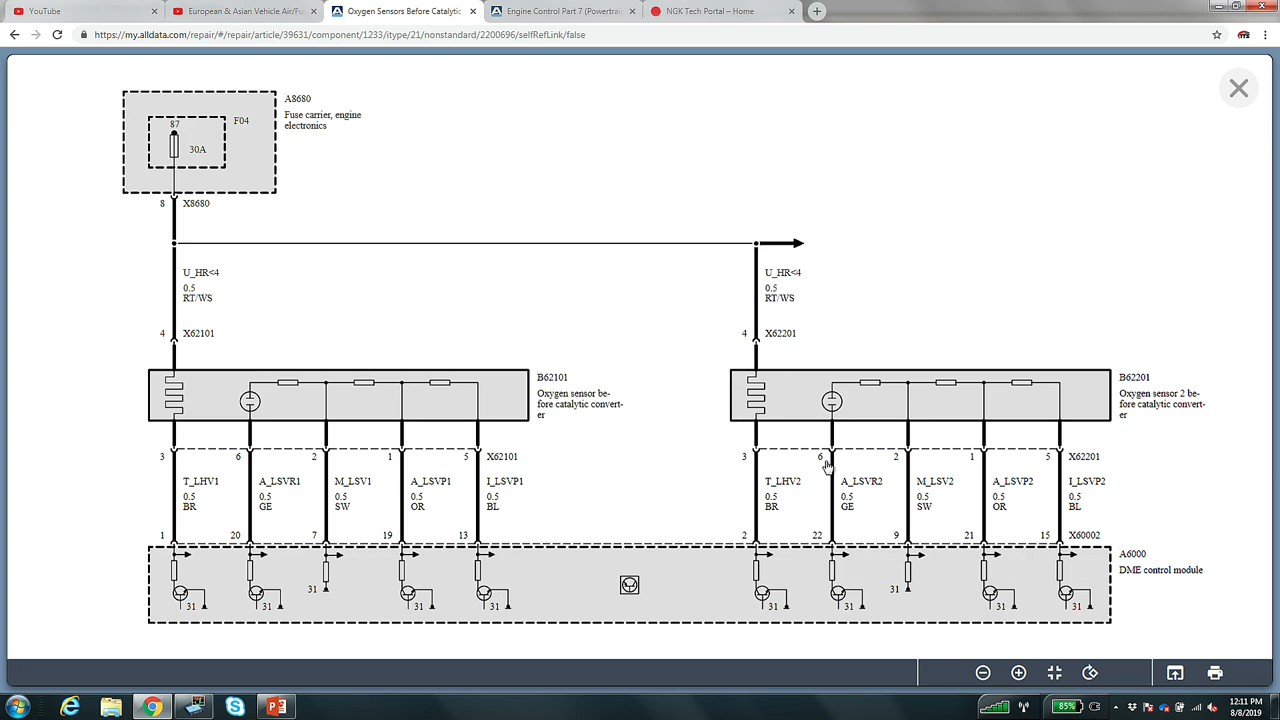 YouTube
European & Asian Vehicle Air/Fu
Oxygen Sensors Before Catalytic
Engine Control Part 7 (Powertrai
NGK Tech Portal – Home
https://my.alldata.com/repair/#/repair/article/39631/component/1233/itype/21/nonstandard/2200696/selfRefLink/false
A8680
Fuse carrier, engine
electronics
F04
87
30A
8 X8680
U_HR<4 U_HR<4
0.5 0.5
RT/WS RT/WS
4 X62101 4 X62201
B62101
Oxygen sensor be-
fore catalytic convert-
er
B62201
Oxygen sensor 2 be-
fore catalytic convert-
er
3 6 2 1 5 X62101 3 6 2 1 5 X62201
T_LHV1 A_LSVR1 M_LSV1 A_LSVP1 I_LSVP1 T_LHV2 A_LSVR2 M_LSV2 A_LSVP2 I_LSVP2
0.5 0.5 0.5 0.5 0.5 0.5 0.5 0.5 0.5 0.5
BR GE SW OR BL BR GE SW OR BL
1 20 7 19 13 2 22 9 21 15 X60002
A6000
DME control module
31 31
31 31 31 31 31 31 31 31
85%
12:11 PM
8/8/2019